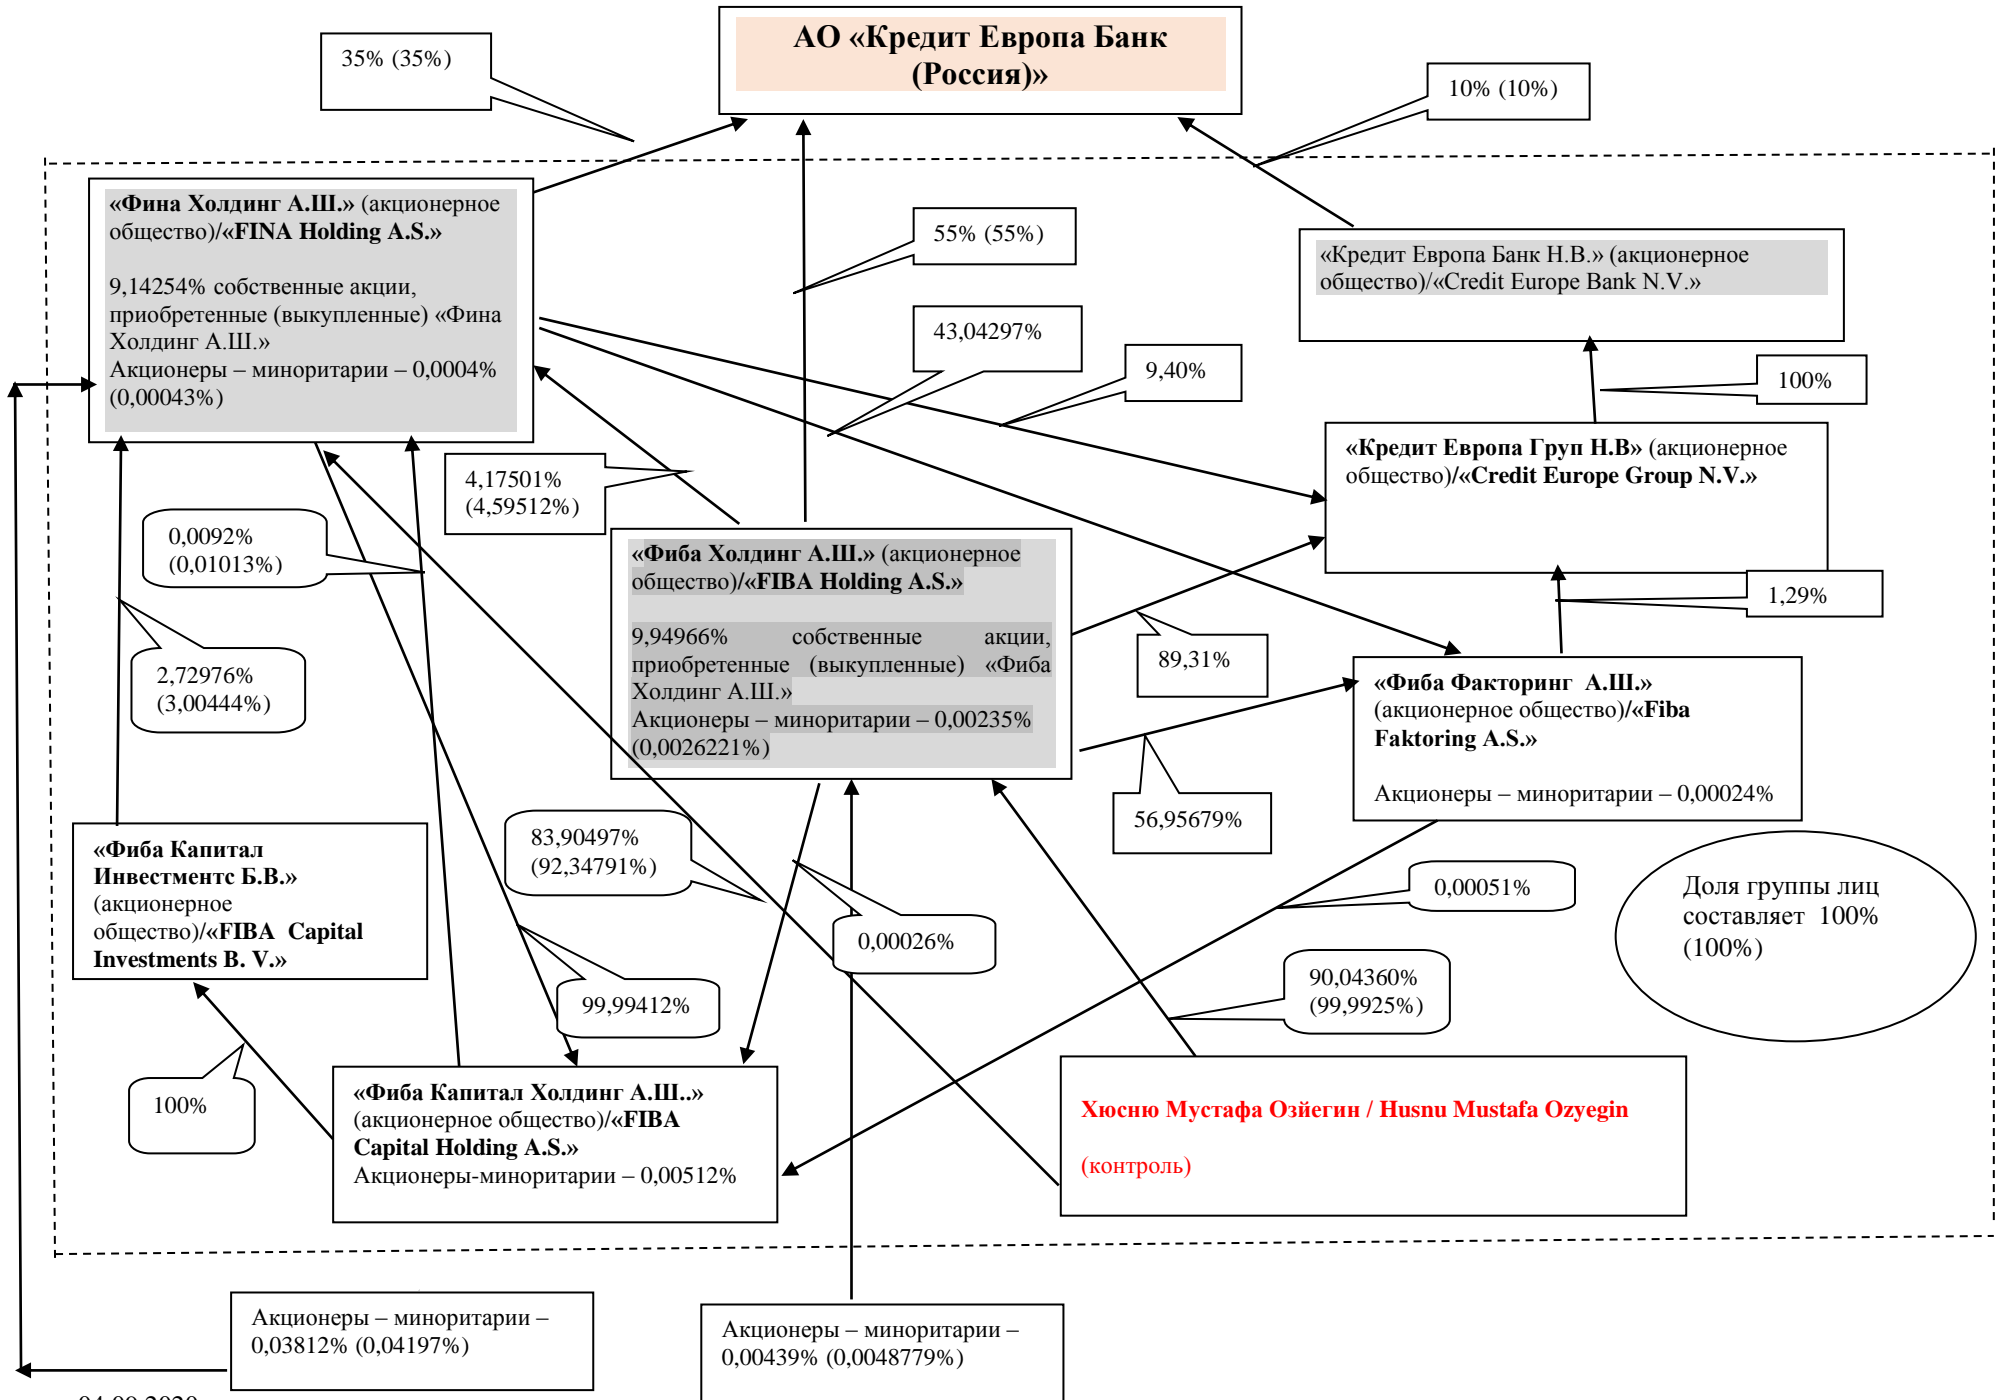 АО «Кредит Европа Банк
(Россия)»
35% (35%)
10% (10%)
«Фина Холдинг А.Ш.» (акционерное
общество)/«FINA Holding A.S.»
9,14254% собственные акции,
приобретенные (выкупленные) «Фина
Холдинг А.Ш.»
Акционеры – миноритарии – 0,0004%
(0,00043%)
55% (55%)
«Кредит Европа Банк Н.В.» (акционерное
общество)/«Credit Europe Bank N.V.»
43,04297%
9,40%
100%
«Кредит Европа Груп Н.В» (акционерное
общество)/«Credit Europe Group N.V.»
4,17501%
(4,59512%)
0,0092%
(0,01013%)
«Фиба Холдинг А.Ш.» (акционерное
общество)/«FIBA Holding A.S.»
9,94966% собственные акции,
приобретенные (выкупленные) «Фиба
Холдинг А.Ш.»
Акционеры – миноритарии – 0,00235%
(0,0026221%)
1,29%
89,31%
2,72976%
(3,00444%)
«Фиба Факторинг А.Ш.»
(акционерное общество)/«Fiba
Faktoring A.S.»
Акционеры – миноритарии – 0,00024%
56,95679%
«Фиба Капитал
Инвестментс Б.В.»
(акционерное
общество)/«FIBA Capital
Investments B. V.»
83,90497%
(92,34791%)
0,00051%
Доля группы лиц
составляет 100%
(100%)
0,00026%
99,99412%
90,04360%
(99,9925%)
100%
«Фиба Капитал Холдинг А.Ш..»
(акционерное общество)/«FIBA
Capital Holding A.S.»
Акционеры-миноритарии – 0,00512%
Хюсню Мустафа Озйегин / Husnu Mustafa Ozyegin
(контроль)
Акционеры – миноритарии –
0,03812% (0,04197%)
Акционеры – миноритарии –
0,00439% (0,0048779%)